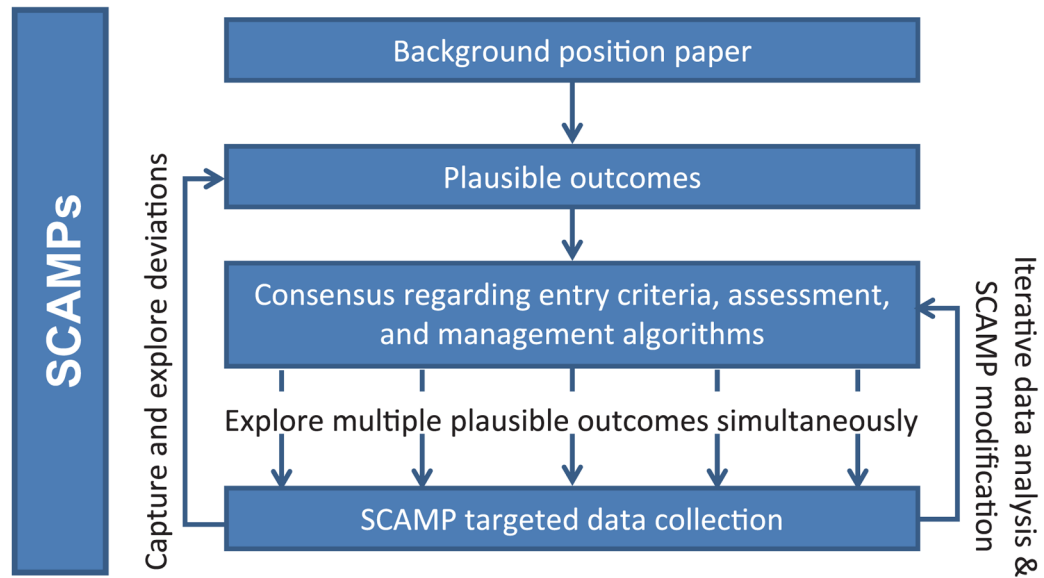 SCAMPs
Background position paper
Plausible outcomes
Consensus regarding entry criteria, assessment,
and management algorithms
Explore multiple plausible outcomes simultaneously
SCAMP targeted data collection
Capture and explore deviations
Iterative data analysis &
SCAMP modification